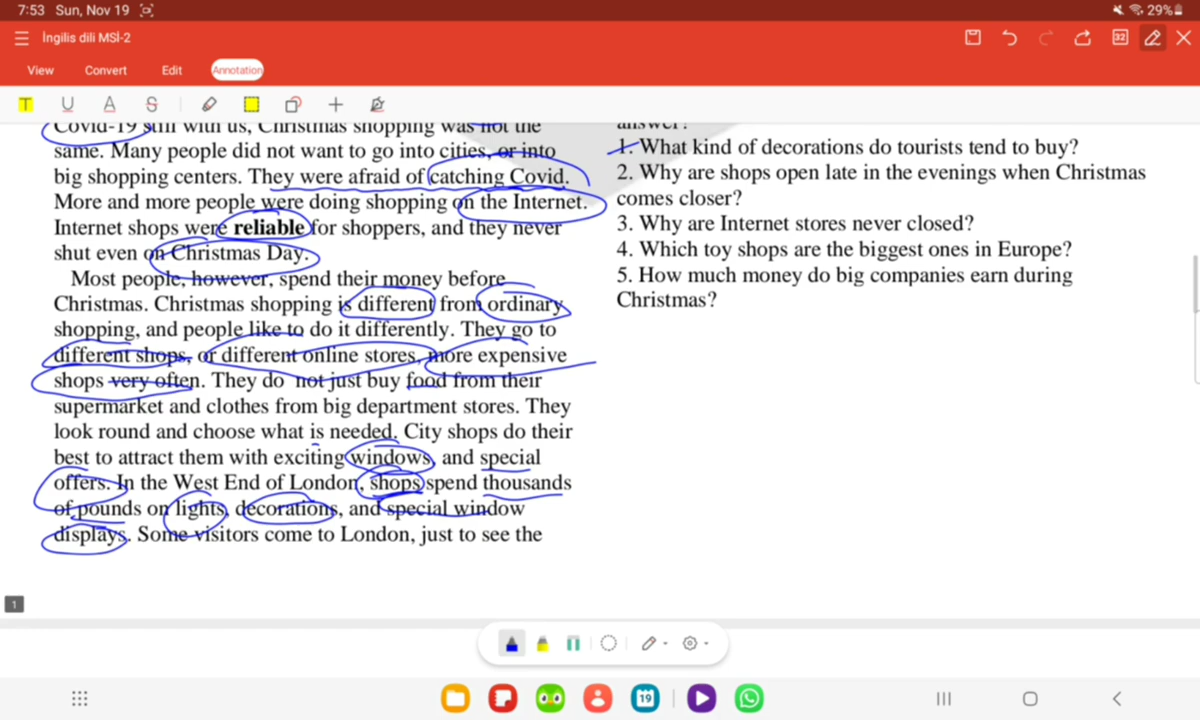 7:53 Sun, Nov 19
29%
İngilis dili MSİ-2
32
View Convert Edit Annotation
T U A S
Covid-19 still with us, Christmas shopping was not the
same. Many people did not want to go into cities, or into
big shopping centers. They were afraid of catching Covid.
More and more people were doing shopping on the Internet.
Internet shops were reliable for shoppers, and they never
shut even on Christmas Day.
Most people, however, spend their money before
Christmas. Christmas shopping is different from ordinary
shopping, and people like to do it differently. They go to
different shops, or different online stores, more expensive
shops very often. They do not just buy food from their
supermarket and clothes from big department stores. They
look round and choose what is needed. City shops do their
best to attract them with exciting windows, and special
offers. In the West End of London, shops spend thousands
of pounds on lights, decorations, and special window
displays. Some visitors come to London, just to see the
answer?
1. What kind of decorations do tourists tend to buy?
2. Why are shops open late in the evenings when Christmas
comes closer?
3. Why are Internet stores never closed?
4. Which toy shops are the biggest ones in Europe?
5. How much money do big companies earn during
Christmas?
1
19